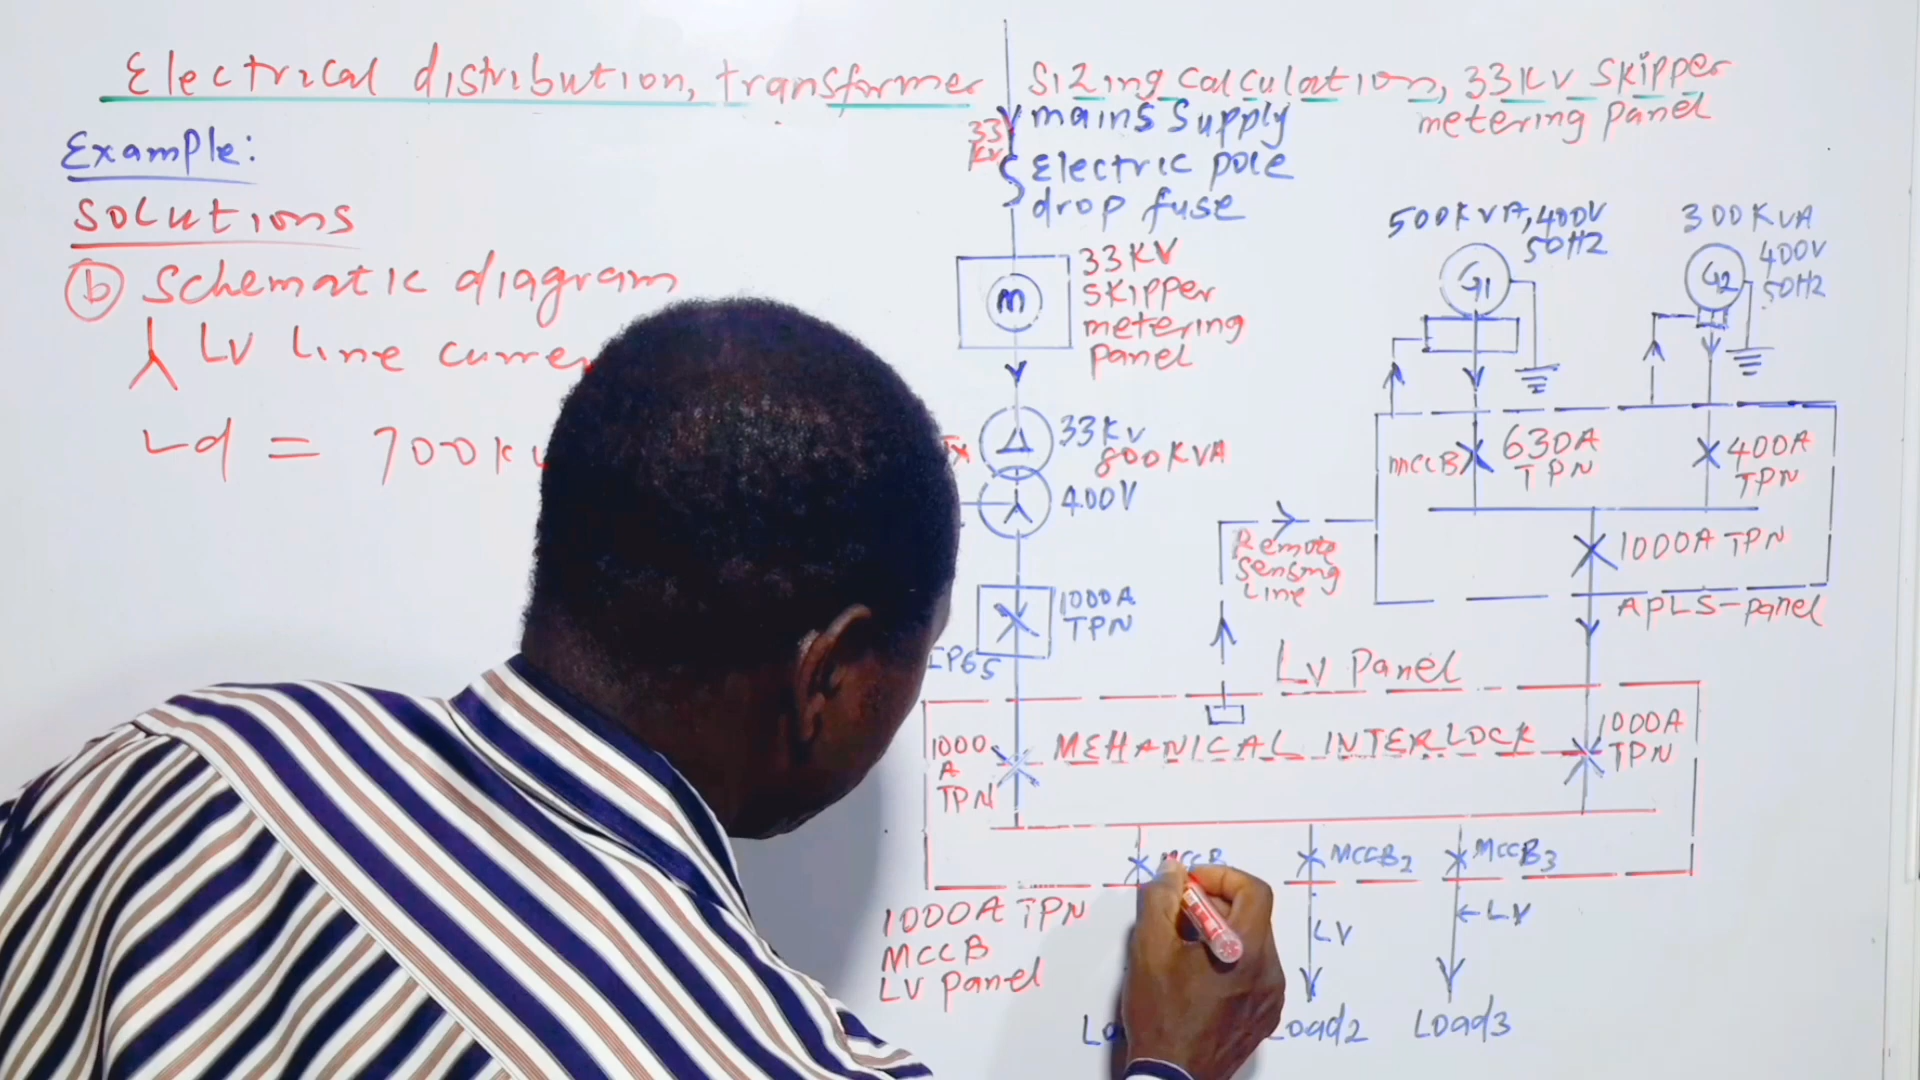 Electrical distribution, transformer sizing calculation, 33KV SKIPPER
metering panel
Example:
Solutions
(b) Schematic diagram
LV Line
Ld = 700k
33
KV
mains supply
Electric pole
drop fuse
M
33KV
SKIPPER
metering
panel
33KV
800KVA
400V
1000A
TPN
IP65
500KVA, 400V
50HZ
G1
300KVA
400V
50HZ
G2
MCCB
630A
TPN
400A
TPN
1000A TPN
APLS-panel
Remote
Sensing
Line
LV Panel
1000
A
TPN
MEHANICAL INTERLOCK
1000A
TPN
MCCB
MCCB2
MCCB3
1000A TPN
MCCB
LV panel
LV
LV
Load2
Load3